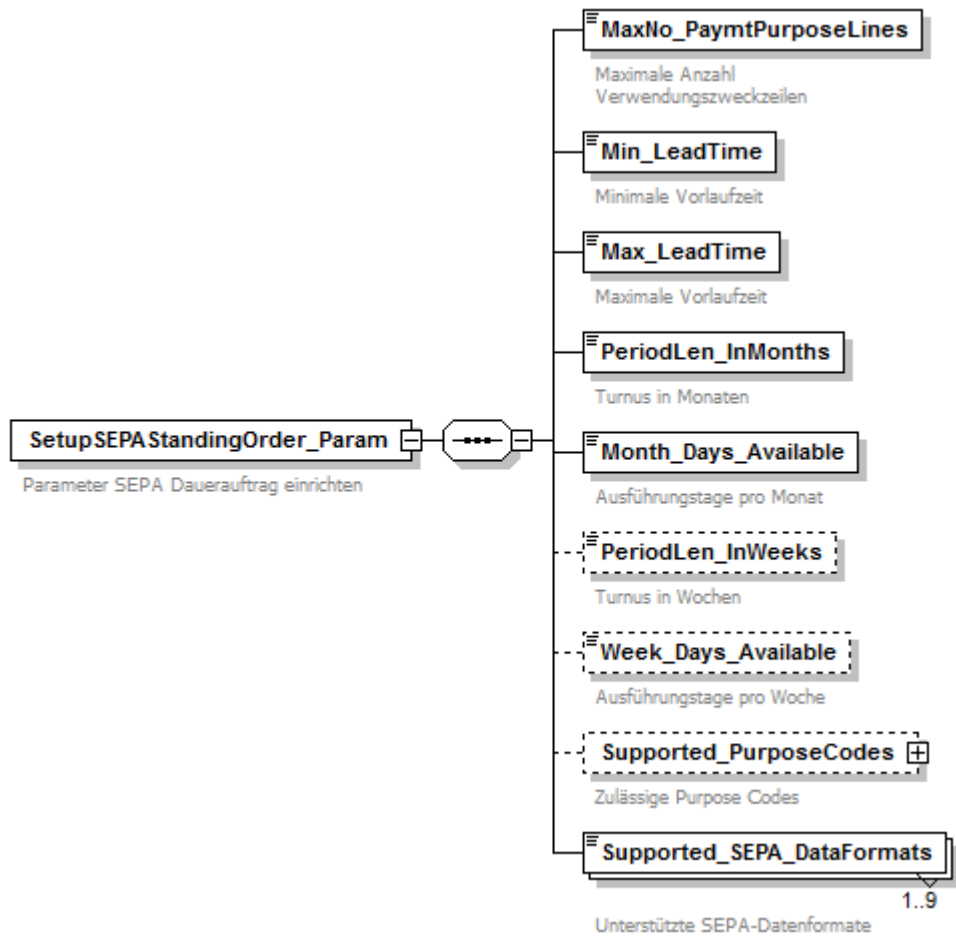 MaxNo_PaymtPurposeLines
Maximale Anzahl
Verwendungszweckzeilen
Min_LeadTime
Minimale Vorlaufzeit
Max_LeadTime
Maximale Vorlaufzeit
PeriodLen_InMonths
Turnus in Monaten
SetupSEPAStandingOrder_Param
Parameter SEPA Dauerauftrag einrichten
Month_Days_Available
Ausführungstage pro Monat
PeriodLen_InWeeks
Turnus in Wochen
Week_Days_Available
Ausführungstage pro Woche
Supported_PurposeCodes
Zulässige Purpose Codes
Supported_SEPA_DataFormats
1..9
Unterstützte SEPA-Datenformate